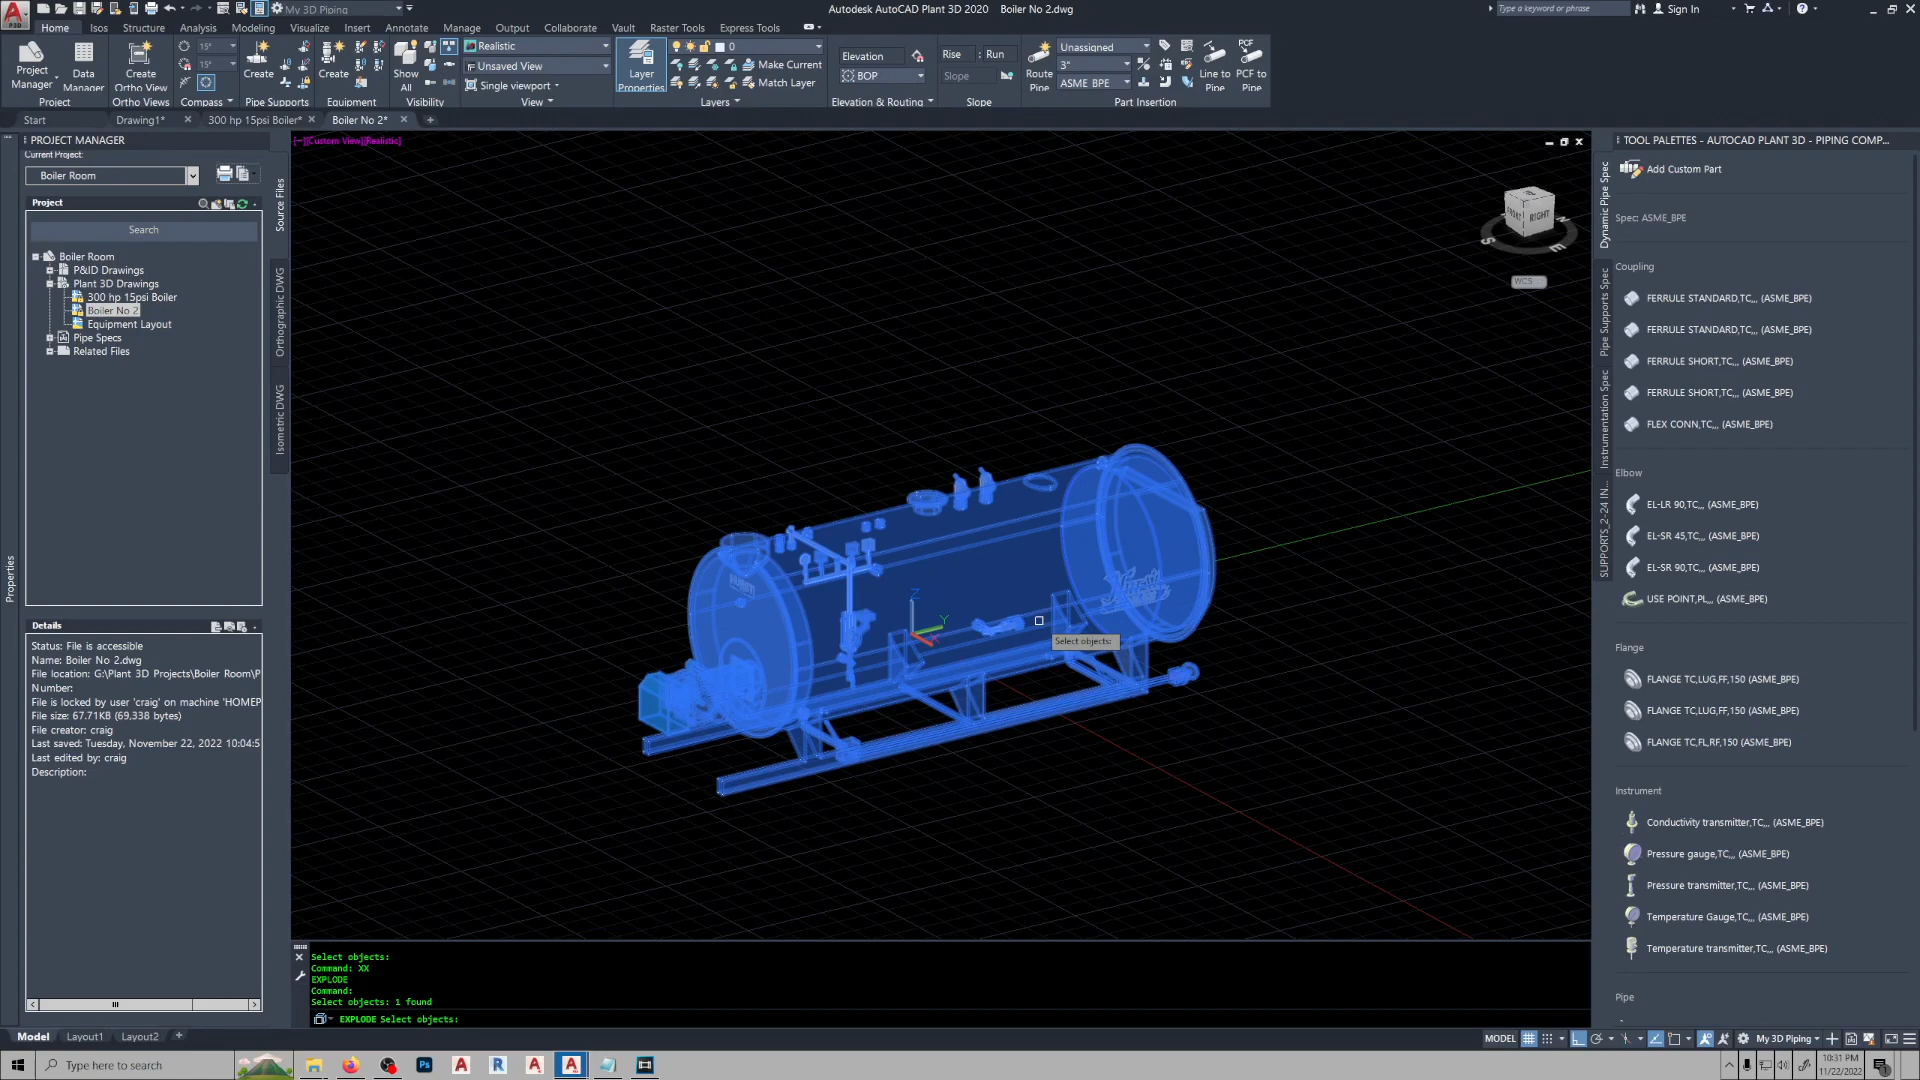 My 3D Piping
Autodesk AutoCAD Plant 3D 2020 Boiler No 2.dwg
Type a keyword or phrase
Sign In
Home Isos Structure Analysis Modeling Visualize Insert Annotate Manage Output Collaborate Vault Raster Tools Express Tools
Project Manager
Data Manager
Project
Create Ortho Views
Ortho Views
15°
15°
Compass
Create
Pipe Supports
Create
Equipment
Show All
Visibility
Realistic
Unsaved View
Single viewport
View
Layer Properties
0
Make Current
Match Layer
Layers
Elevation
BOP
Elevation & Routing
Rise : Run
Slope
Slope
Route Pipe
Unassigned
3"
ASME_BPE
Line to Pipe
PCF to Pipe
Part Insertion
Start Drawing1* 300 hp 15psi Boiler* Boiler No 2*
PROJECT MANAGER
Current Project:
Boiler Room
Project
Search
Boiler Room
P&ID Drawings
Plant 3D Drawings
300 hp 15psi Boiler
Boiler No 2
Equipment Layout
Pipe Specs
Related Files
Source Files
Orthographic DWG
Isometric DWG
Properties
Details
Status: File is accessible
Name: Boiler No 2.dwg
File location: G:\Plant 3D Projects\Boiler Room\P
Number:
File is locked by user 'craig' on machine 'HOMEP
File size: 67.71KB (69,338 bytes)
File creator: craig
Last saved: Tuesday, November 22, 2022 10:04:5
Last edited by: craig
Description:
[−][Custom View][Realistic]
FRONT
RIGHT
S
E
WCS
HURST
Hurst
Z
Y
X
Select objects:
Select objects:
Command: XX
EXPLODE
Command:
Select objects: 1 found
EXPLODE Select objects:
TOOL PALETTES - AUTOCAD PLANT 3D - PIPING COMP...
Dynamic Pipe Spec
Pipe Supports Spec
Instrumentation Spec
SUPPORTS_2-24 IN...
Add Custom Part
Spec: ASME_BPE
Coupling
FERRULE STANDARD,TC,,, (ASME_BPE)
FERRULE STANDARD,TC,,, (ASME_BPE)
FERRULE SHORT,TC,,, (ASME_BPE)
FERRULE SHORT,TC,,, (ASME_BPE)
FLEX CONN,TC,,, (ASME_BPE)
Elbow
EL-LR 90,TC,,, (ASME_BPE)
EL-SR 45,TC,,, (ASME_BPE)
EL-SR 90,TC,,, (ASME_BPE)
USE POINT,PL,,, (ASME_BPE)
Flange
FLANGE TC,LUG,FF,150 (ASME_BPE)
FLANGE TC,LUG,FF,150 (ASME_BPE)
FLANGE TC,FL,RF,150 (ASME_BPE)
Instrument
Conductivity transmitter,TC,,, (ASME_BPE)
Pressure gauge,TC,,, (ASME_BPE)
Pressure transmitter,TC,,, (ASME_BPE)
Temperature Gauge,TC,,, (ASME_BPE)
Temperature transmitter,TC,,, (ASME_BPE)
Pipe
Model Layout1 Layout2
MODEL
My 3D Piping
Type here to search
10:31 PM
11/22/2022